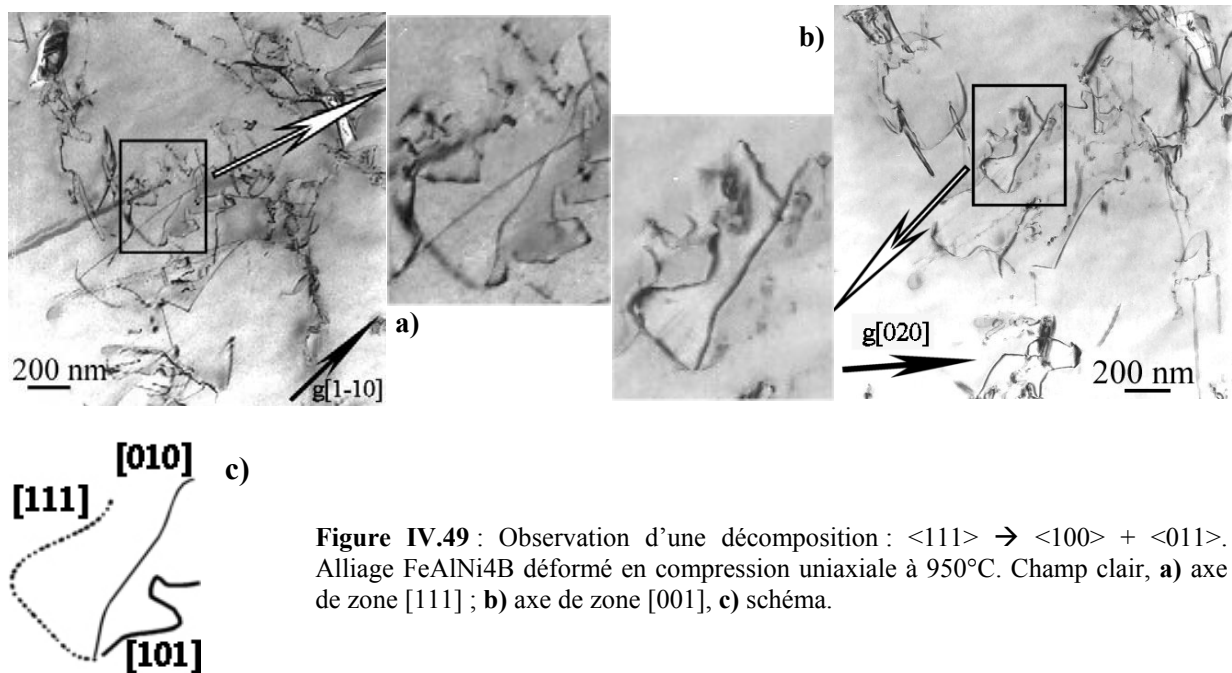 b)
a)
g[020]
200 nm
g[1-10]
200 nm
c)
[010]
[111]
[101]
Figure IV.49 : Observation d’une décomposition : <111> → <100> + <011>.
Alliage FeAlNi4B déformé en compression uniaxiale à 950°C. Champ clair, a) axe
de zone [111] ; b) axe de zone [001], c) schéma.